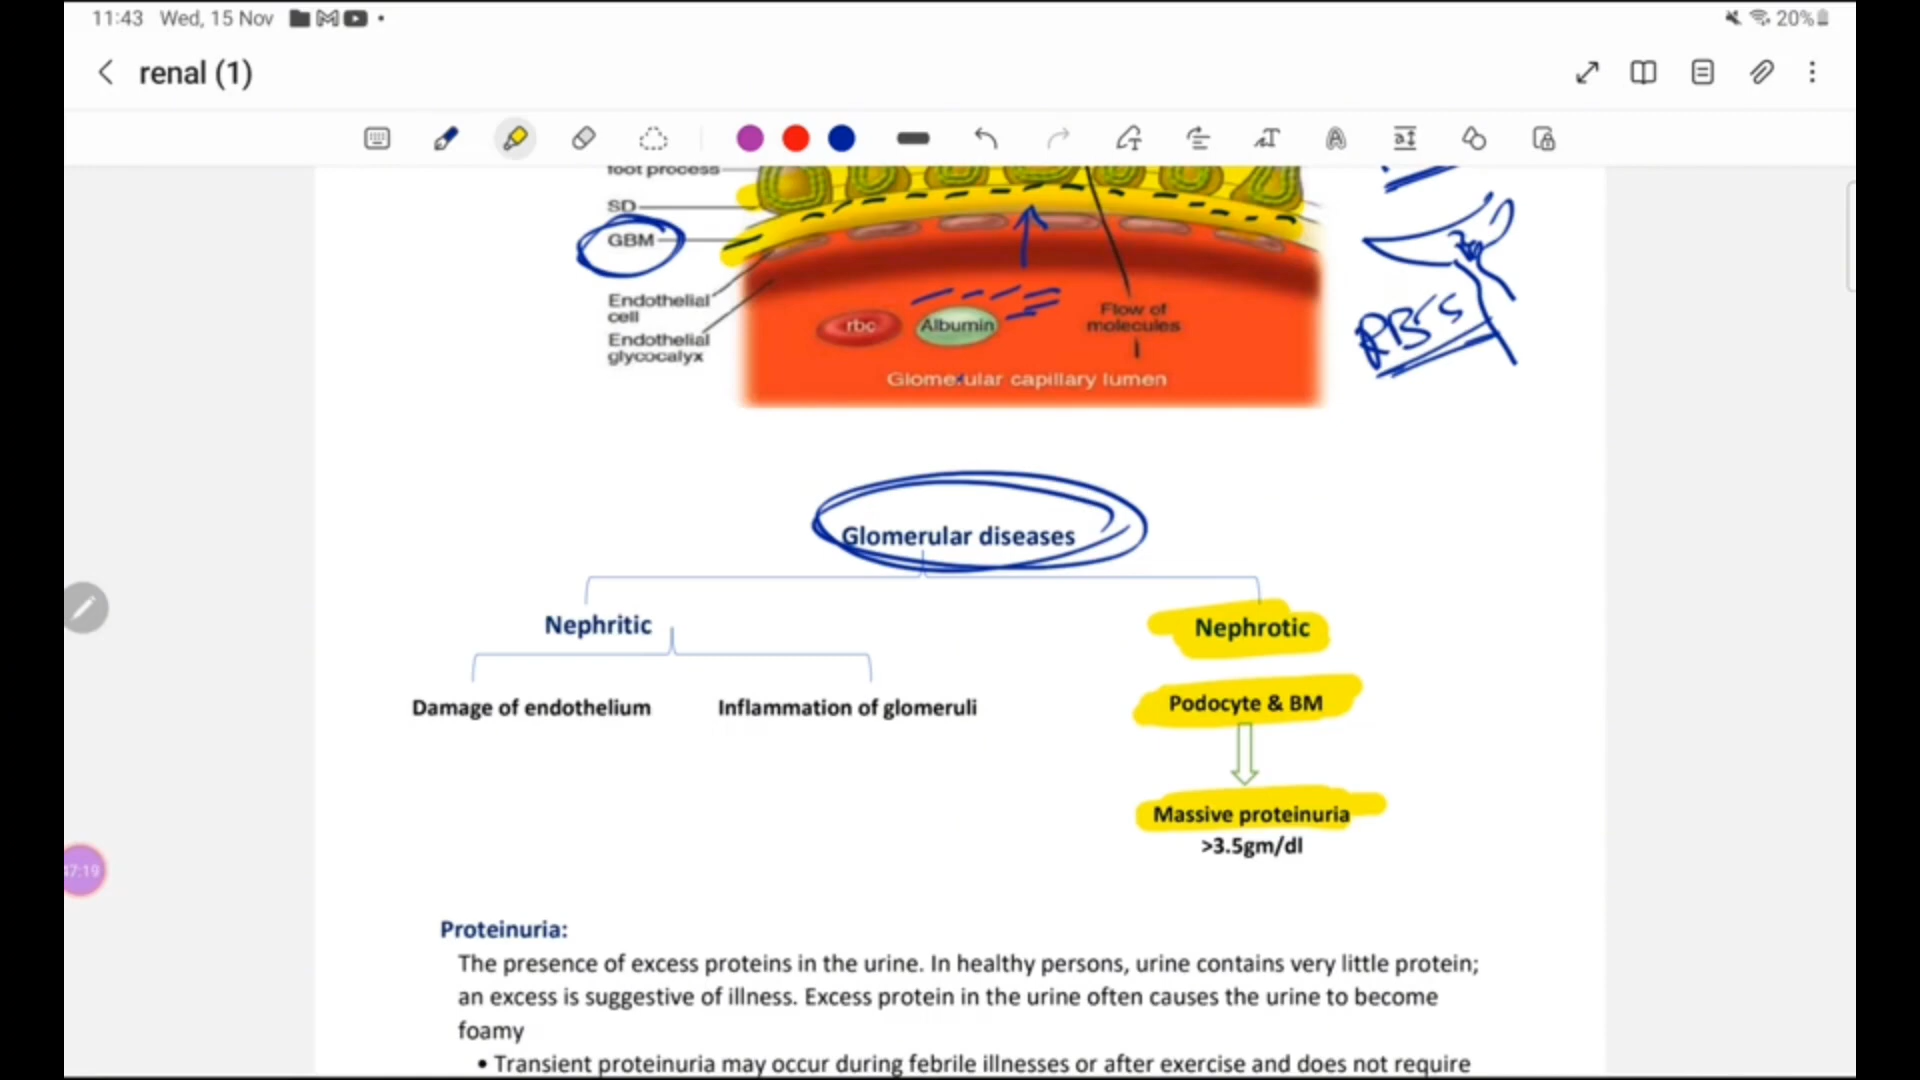 11:43 Wed, 15 Nov
20%
renal (1)
foot process
SD
GBM
Endothelial
cell
Endothelial
glycocalyx
rbc
Albumin
Flow of
molecules
Glomerular capillary lumen
Glomerular diseases
Nephritic
Nephrotic
Damage of endothelium
Inflammation of glomeruli
Podocyte & BM
Massive proteinuria
>3.5gm/dl
Proteinuria:
The presence of excess proteins in the urine. In healthy persons, urine contains very little protein;
an excess is suggestive of illness. Excess protein in the urine often causes the urine to become
foamy
• Transient proteinuria may occur during febrile illnesses or after exercise and does not require